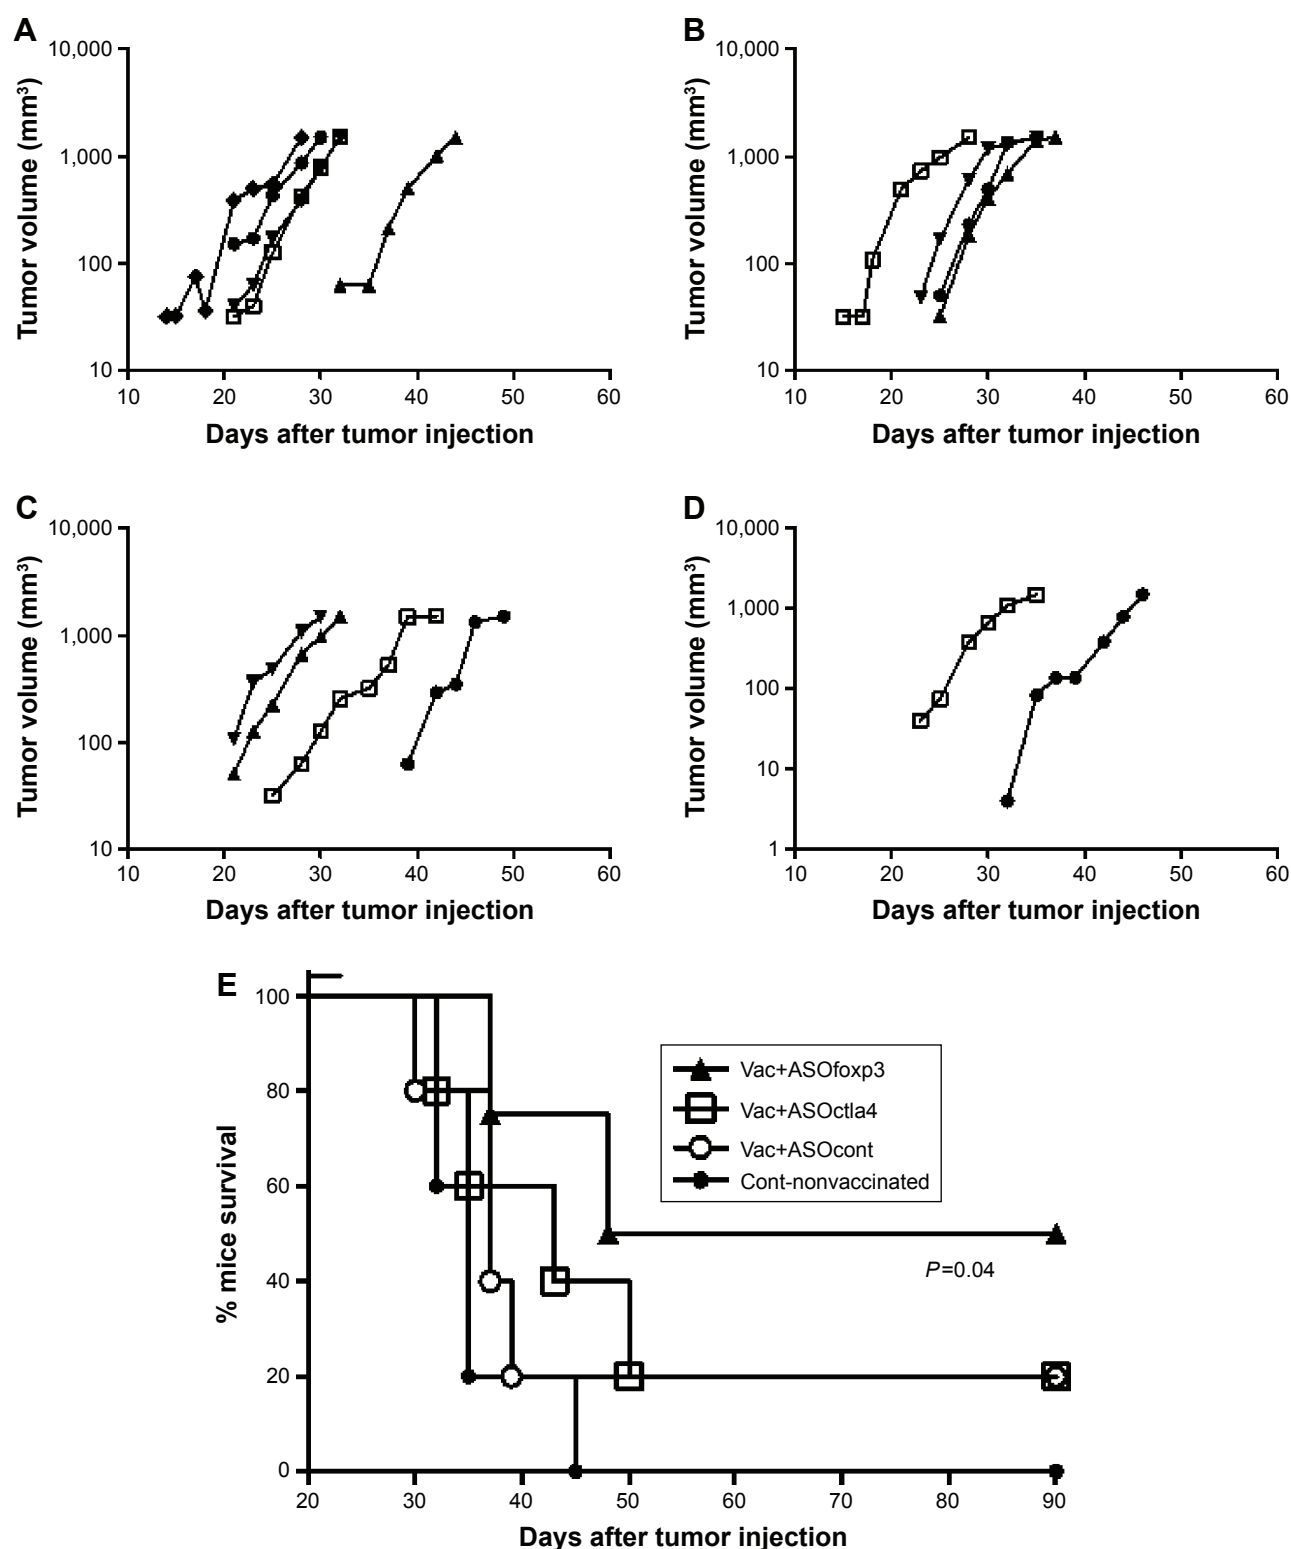 A
B
10,000
1,000
100
10
Tumor volume (mm³)
10 20 30 40 50 60
Days after tumor injection
10,000
1,000
100
10
Tumor volume (mm³)
10 20 30 40 50 60
Days after tumor injection
C
D
10,000
1,000
100
10
Tumor volume (mm³)
10 20 30 40 50 60
Days after tumor injection
10,000
1,000
100
10
1
Tumor volume (mm³)
10 20 30 40 50 60
Days after tumor injection
E
100
80
60
40
20
0
% mice survival
Vac+ASOfoxp3
Vac+ASOctla4
Vac+ASOcont
Cont-nonvaccinated
P=0.04
20 30 40 50 60 70 80 90
Days after tumor injection